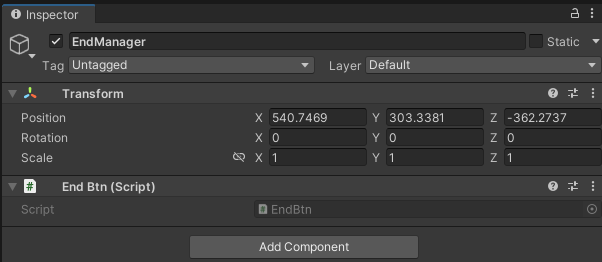 Inspector
EndManager Static
Tag Untagged Layer Default
Transform
Position X 540.7469 Y 303.3381 Z -362.2737
Rotation X 0 Y 0 Z 0
Scale X 1 Y 1 Z 1
# End Btn (Script)
Script # EndBtn
Add Component